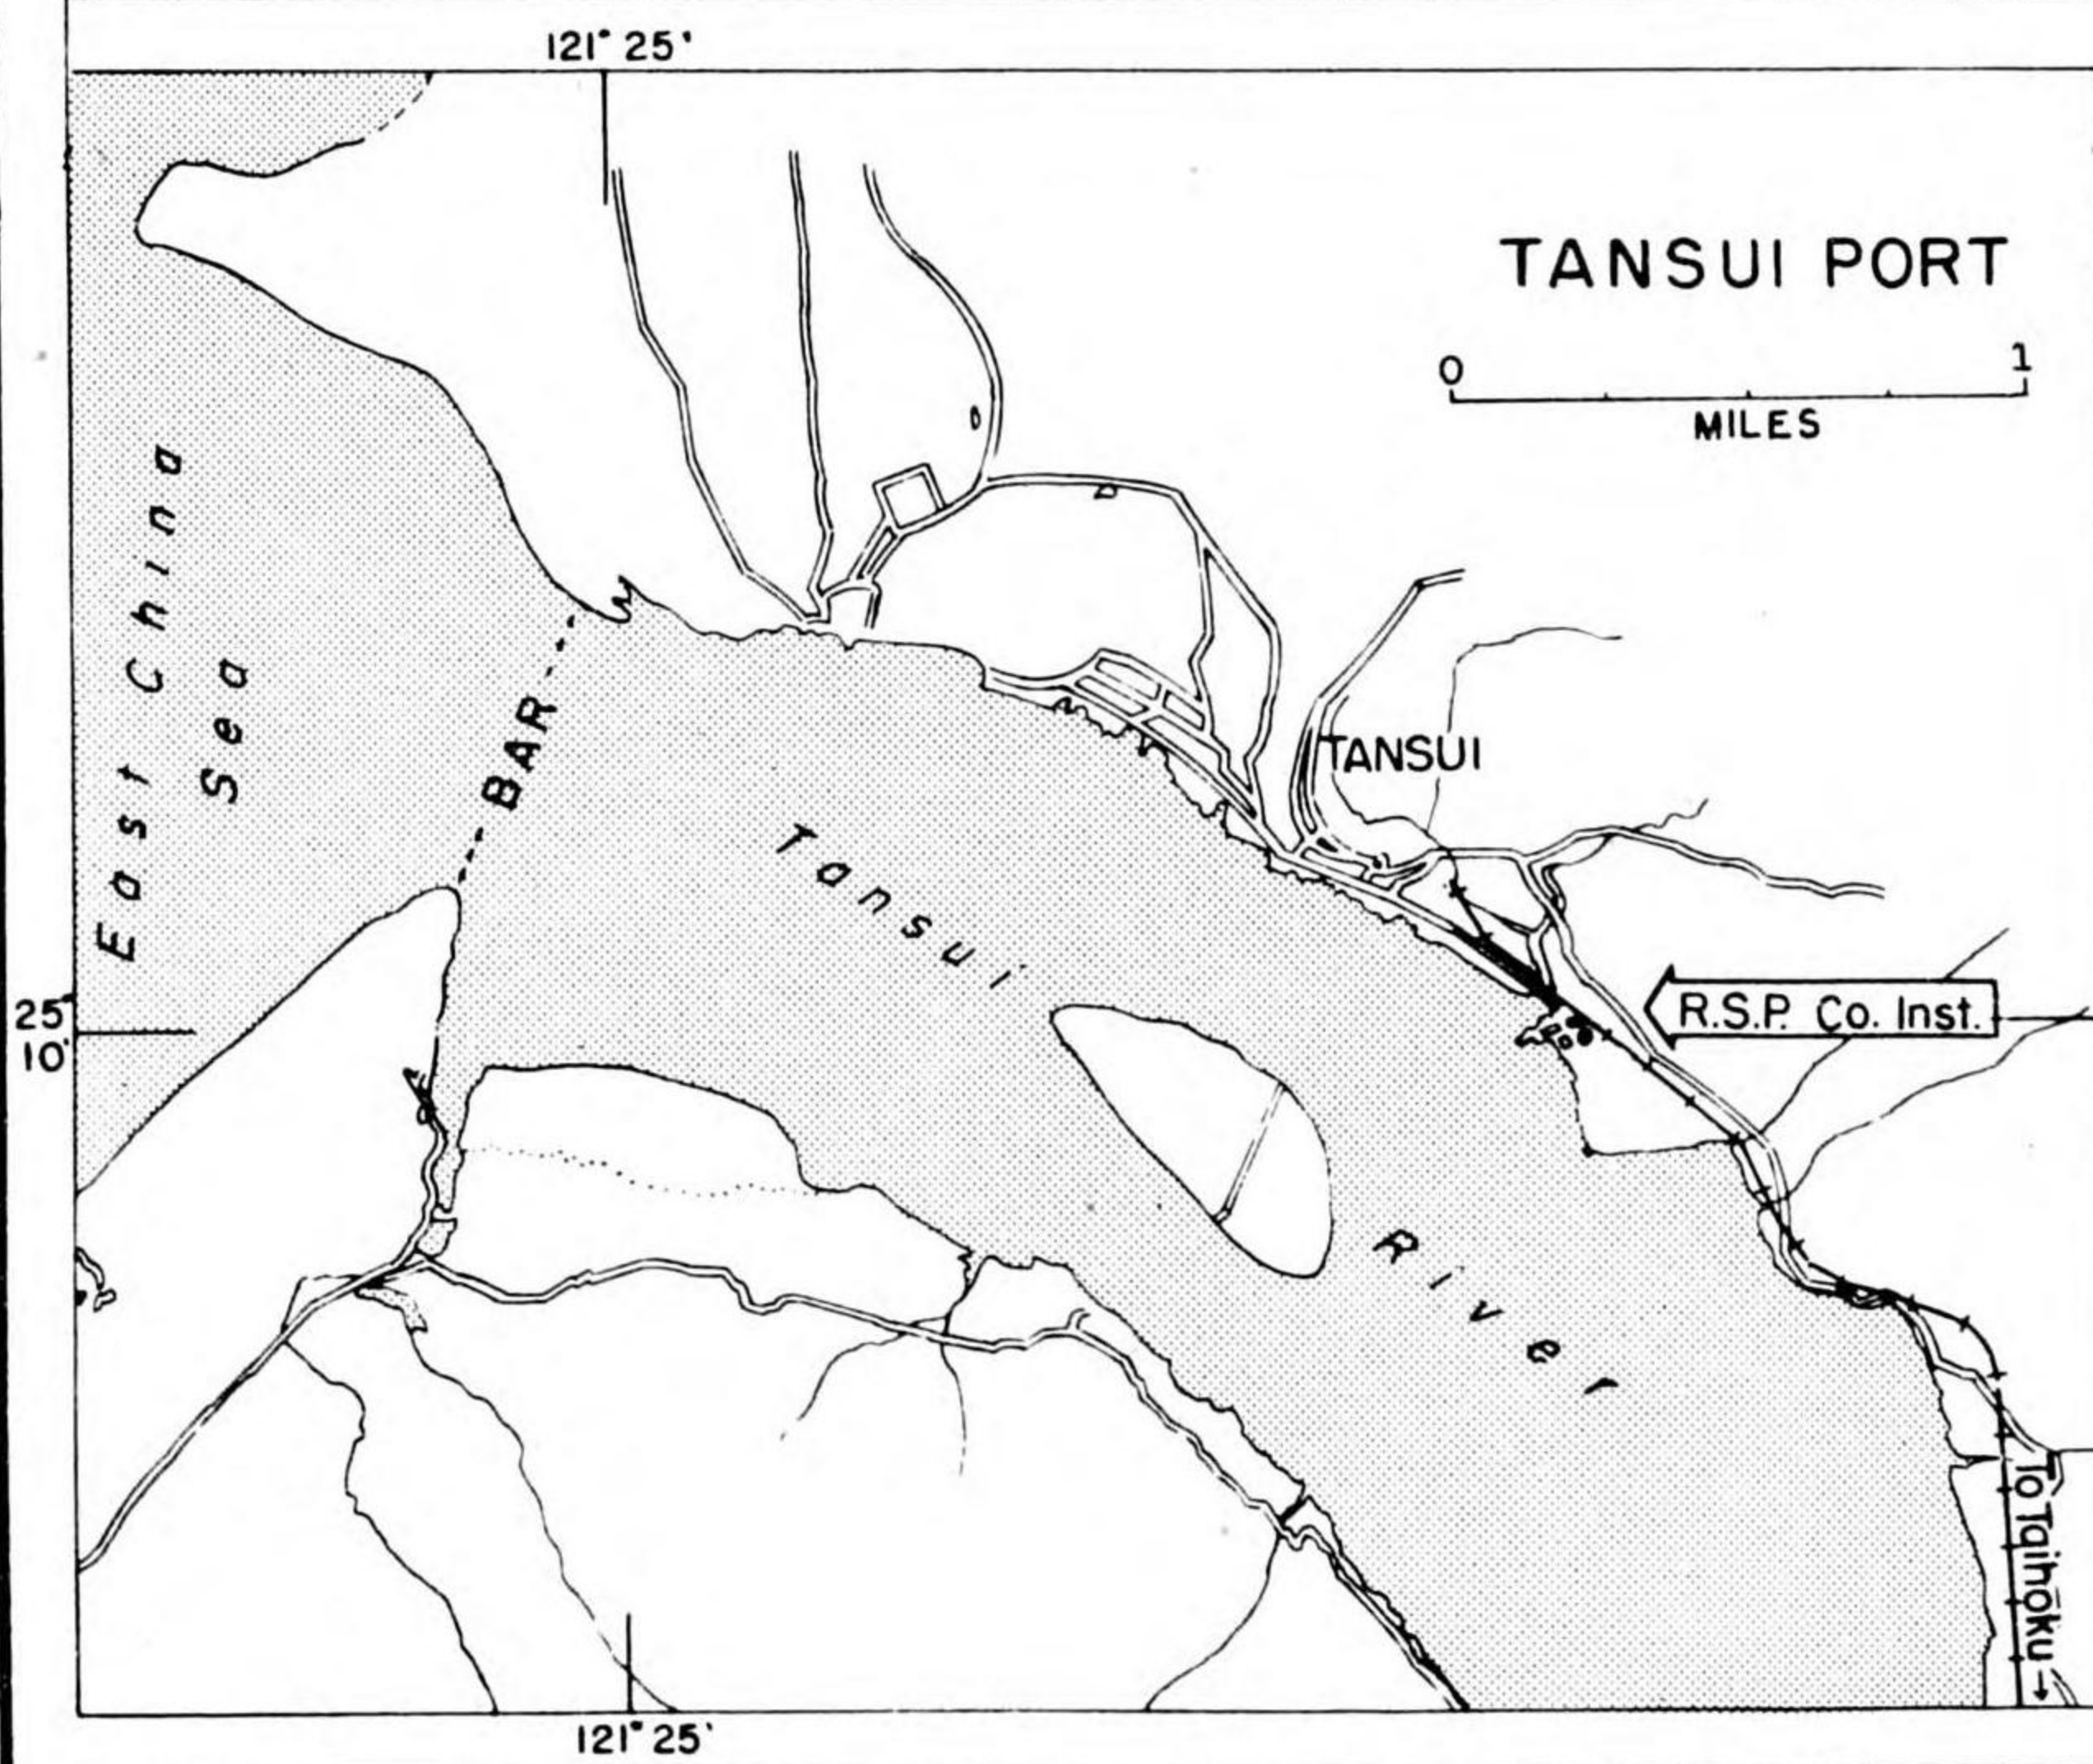 121° 25'
TANSUI PORT
0 1
MILES
East China
Sea
BAR
TANSUI
Tansui
River
R.S.P. Co. Inst.
25°
10'
To Taihōku →
121° 25'